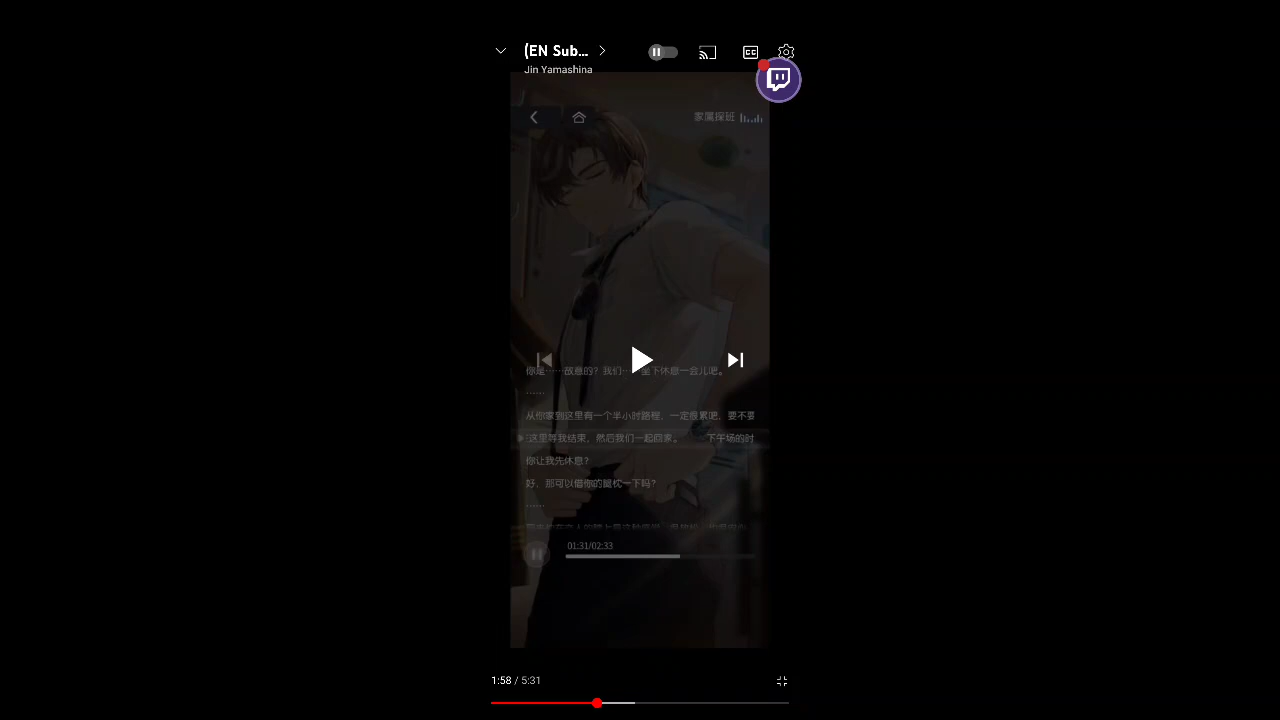 (EN Sub...
Jin Yamashina
家属探班
你是……故意的？我们…
坐下休息一会儿吧。
……
从你家到这里有一个半小时路程，一定很累吧，要不要
这里等我结束，然后我们一起回家。
下午场的时
你让我先休息？
好，那可以借你的腿枕一下吗？
……
01:31/02:33
1:58 / 5:31